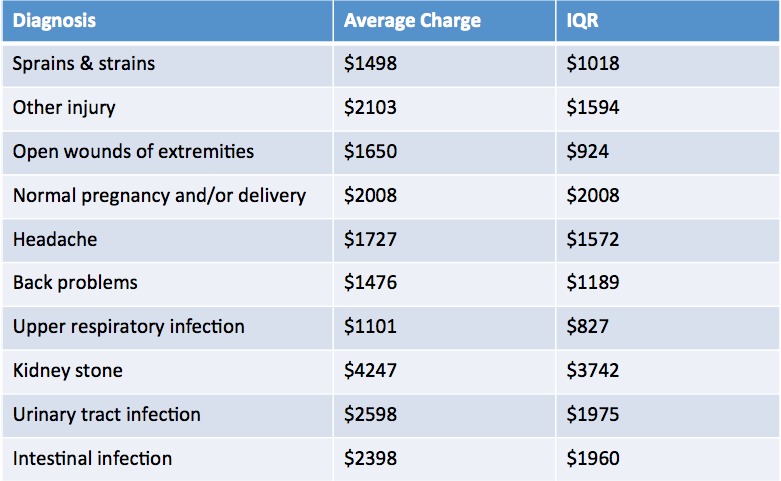 Diagnosis Average Charge IQR
Sprains & strains $1498 $1018
Other injury $2103 $1594
Open wounds of extremities $1650 $924
Normal pregnancy and/or delivery $2008 $2008
Headache $1727 $1572
Back problems $1476 $1189
Upper respiratory infection $1101 $827
Kidney stone $4247 $3742
Urinary tract infection $2598 $1975
Intestinal infection $2398 $1960